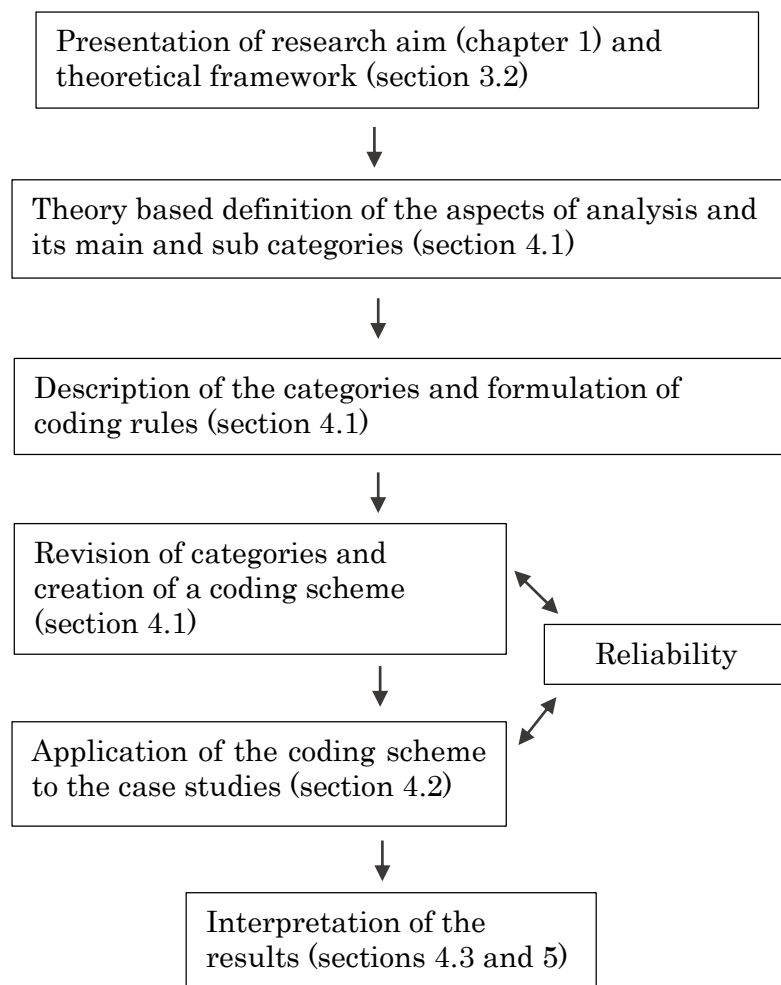 Presentation of research aim (chapter 1) and
theoretical framework (section 3.2)
Theory based definition of the aspects of analysis and
its main and sub categories (section 4.1)
Description of the categories and formulation of
coding rules (section 4.1)
Revision of categories and
creation of a coding scheme
(section 4.1)
Reliability
Application of the coding scheme
to the case studies (section 4.2)
Interpretation of the
results (sections 4.3 and 5)